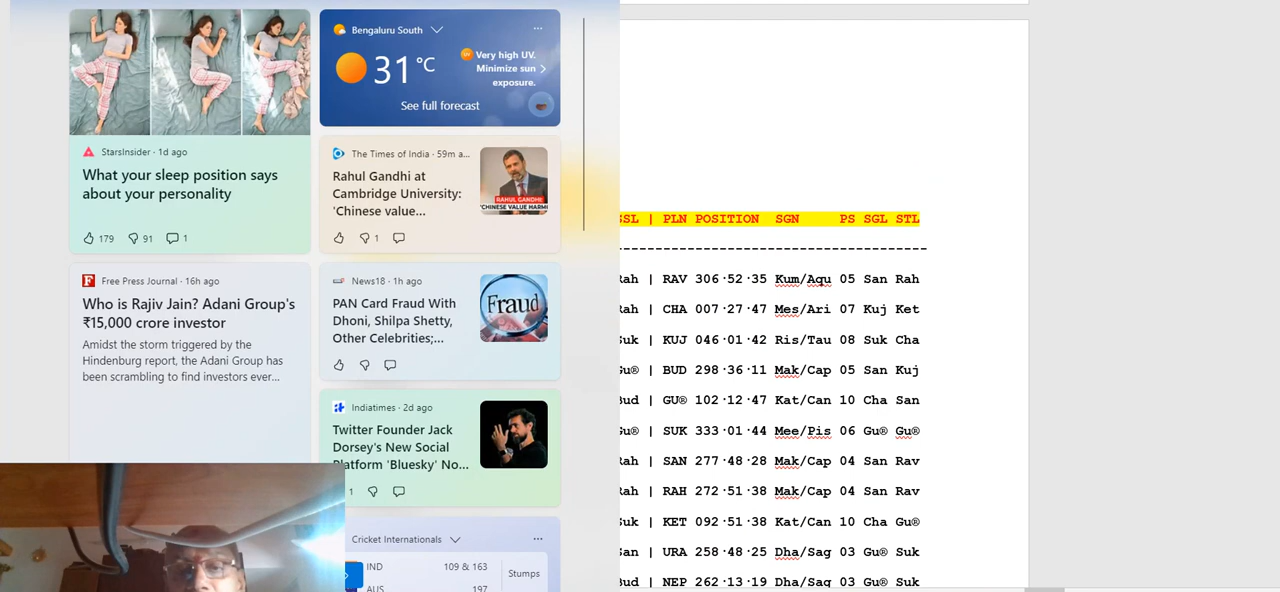 StarsInsider · 1d ago
What your sleep position says
about your personality
179 91 1
Bengaluru South
31 °C
Very high UV.
Minimize sun
exposure.
See full forecast
The Times of India · 59m a...
Rahul Gandhi at
Cambridge University:
'Chinese value...
RAHUL GANDHI:
'CHINESE VALUE HARM
1
Free Press Journal · 16h ago
Who is Rajiv Jain? Adani Group's
₹15,000 crore investor
Amidst the storm triggered by the
Hindenburg report, the Adani Group has
been scrambling to find investors ever...
News18 · 1h ago
PAN Card Fraud With
Dhoni, Shilpa Shetty,
Other Celebrities;...
Fraud
Indiatimes · 2d ago
Twitter Founder Jack
Dorsey's New Social
Platform 'Bluesky' No...
1
Cricket Internationals
IND 109 & 163
Stumps
AUS 197
SSL | PLN POSITION SGN PS SGL STL
Rah | RAV 306·52·35 Kum/Aqu 05 San Rah
Rah | CHA 007·27·47 Mes/Ari 07 Kuj Ket
Suk | KUJ 046·01·42 Ris/Tau 08 Suk Cha
Gu® | BUD 298·36·11 Mak/Cap 05 San Kuj
Bud | GU® 102·12·47 Kat/Can 10 Cha San
Gu® | SUK 333·01·44 Mee/Pis 06 Gu® Gu®
Rah | SAN 277·48·28 Mak/Cap 04 San Rav
Rah | RAH 272·51·38 Mak/Cap 04 San Rav
Suk | KET 092·51·38 Kat/Can 10 Cha Gu®
San | URA 258·48·25 Dha/Sag 03 Gu® Suk
Bud | NEP 262·13·19 Dha/Sag 03 Gu® Suk